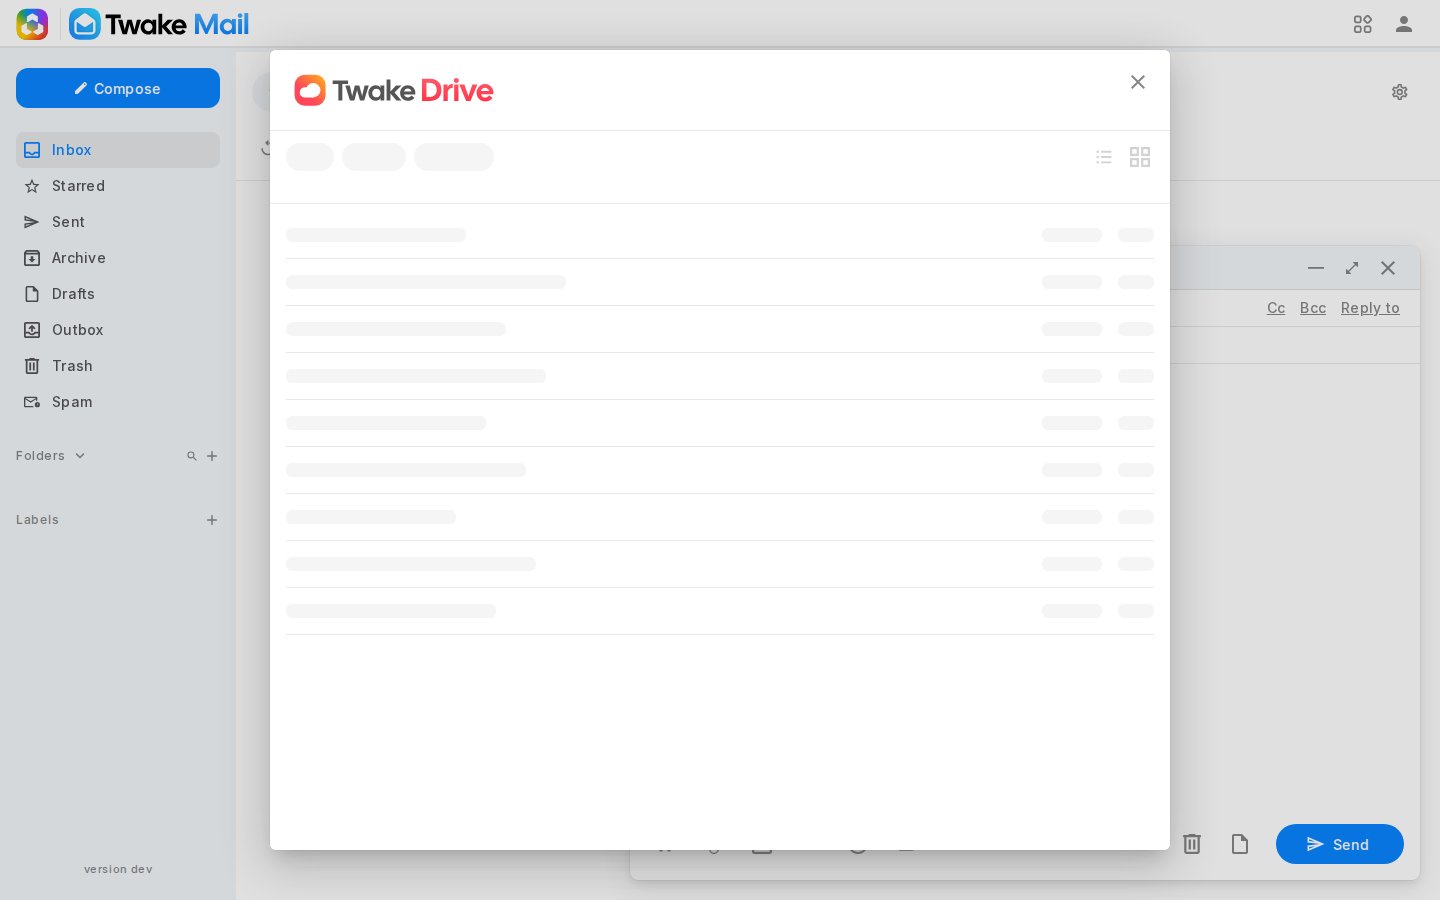 Twake Mail
Compose
Twake Drive
Inbox
Starred
Sent
Archive
Drafts
Outbox
Trash
Spam
Cc Bcc Reply to
Folders
Labels
Send
version dev